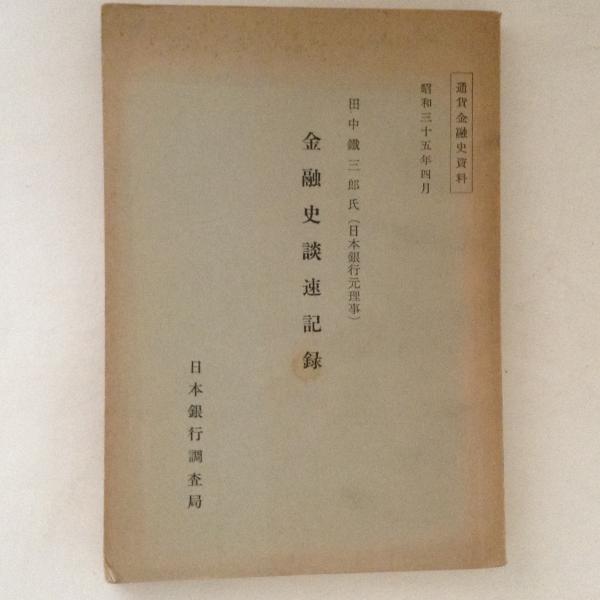 通貨金融史資料
昭和三十五年四月
田中鐵三郎氏(日本銀行元理事)
金融史談速記録
日本銀行調査局